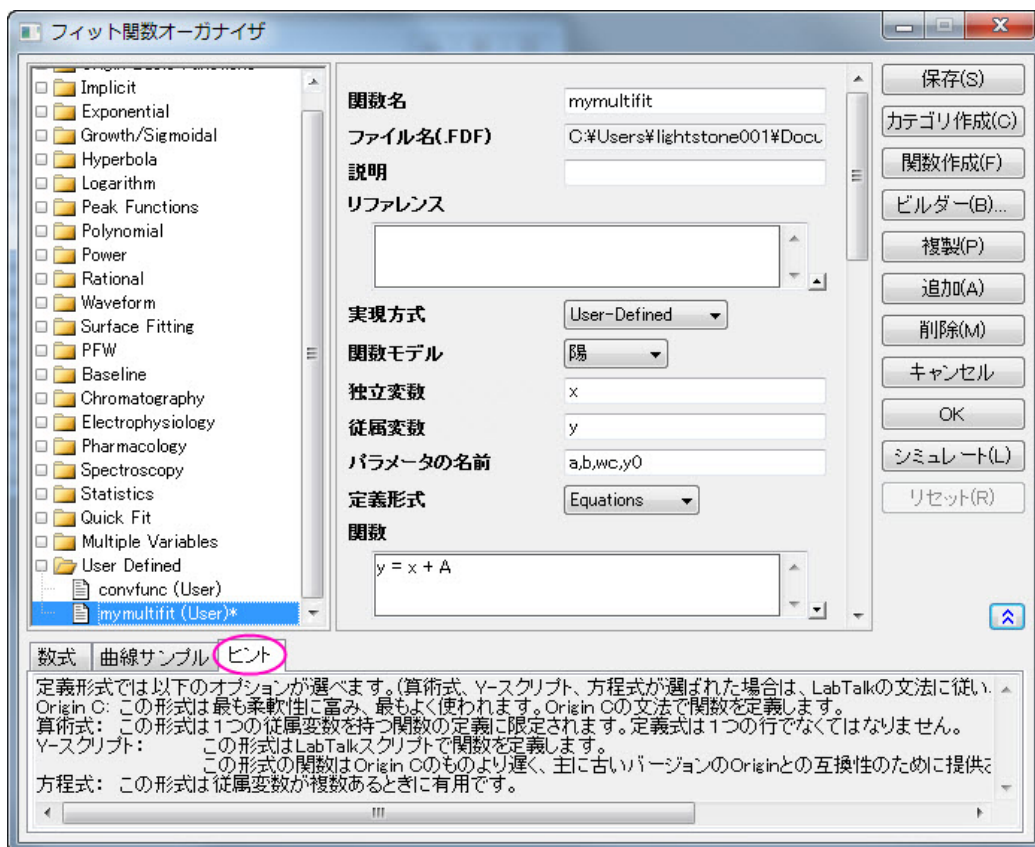 フィット関数オーガナイザ
Implicit
Exponential
Growth/Sigmoidal
Hyperbola
Logarithm
Peak Functions
Polynomial
Power
Rational
Waveform
Surface Fitting
PFW
Baseline
Chromatography
Electrophysiology
Pharmacology
Spectroscopy
Statistics
Quick Fit
Multiple Variables
User Defined
convfunc (User)
mymultifit (User)*
関数名 mymultifit
ファイル名(.FDF) C:¥Users¥lightstone001¥Docu
説明
リファレンス
実現方式 User-Defined
関数モデル 陽
独立変数 x
従属変数 y
パラメータの名前 a,b,wc,y0
定義形式 Equations
関数
y = x + A
保存(S)
カテゴリ作成(C)
関数作成(F)
ビルダー(B)...
複製(P)
追加(A)
削除(M)
キャンセル
OK
シミュレート(L)
リセット(R)
数式 曲線サンプル ヒント
定義形式では以下のオプションが選べます。(算術式、Y-スクリプト、方程式が選ばれた場合は、LabTalkの文法に従い.
Origin C: この形式は最も柔軟性に富み、最もよく使われます。Origin Cの文法で関数を定義します。
算術式: この形式は1つの従属変数を持つ関数の定義に限定されます。定義式は1つの行でなくてはなりません。
Y-スクリプト: この形式はLabTalkスクリプトで関数を定義します。
この形式の関数はOrigin Cのものより遅く、主に古いバージョンのOriginとの互換性のために提供さ
方程式: この形式は従属変数が複数あるときに有用です。